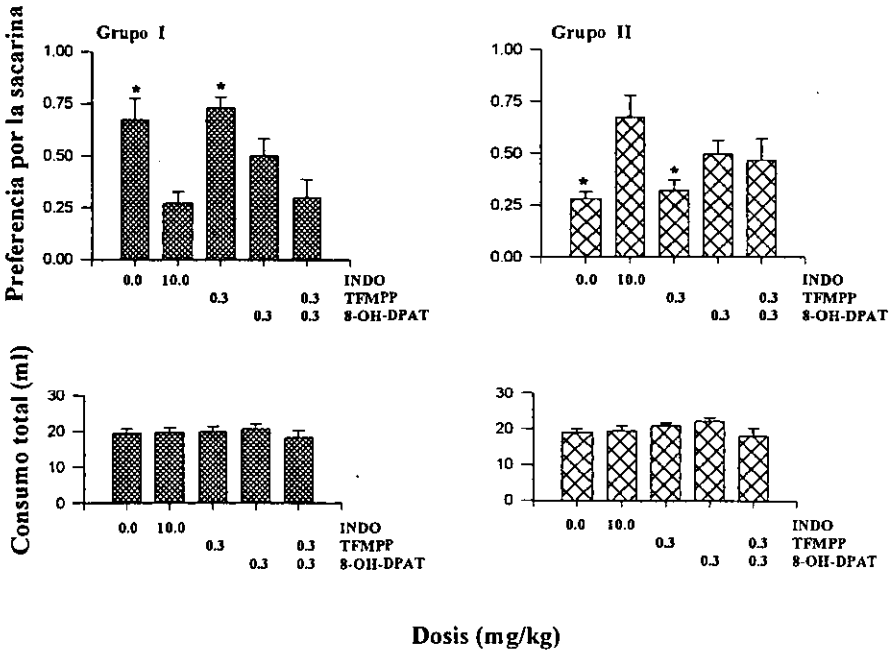 Grupo I
Preferencia por la sacarina
1.00
0.75
0.50
0.25
0.00
* *
0.0 10.0 INDO
0.3 0.3 TFMPP
0.3 0.3 8-OH-DPAT
Grupo II
1.00
0.75
0.50
0.25
0.00
* *
0.0 10.0 INDO
0.3 0.3 TFMPP
0.3 0.3 8-OH-DPAT
Consumo total (ml)
30
20
10
0
0.0 10.0 INDO
0.3 0.3 TFMPP
0.3 0.3 8-OH-DPAT
30
20
10
0
0.0 10.0 INDO
0.3 0.3 TFMPP
0.3 0.3 8-OH-DPAT
Dosis (mg/kg)